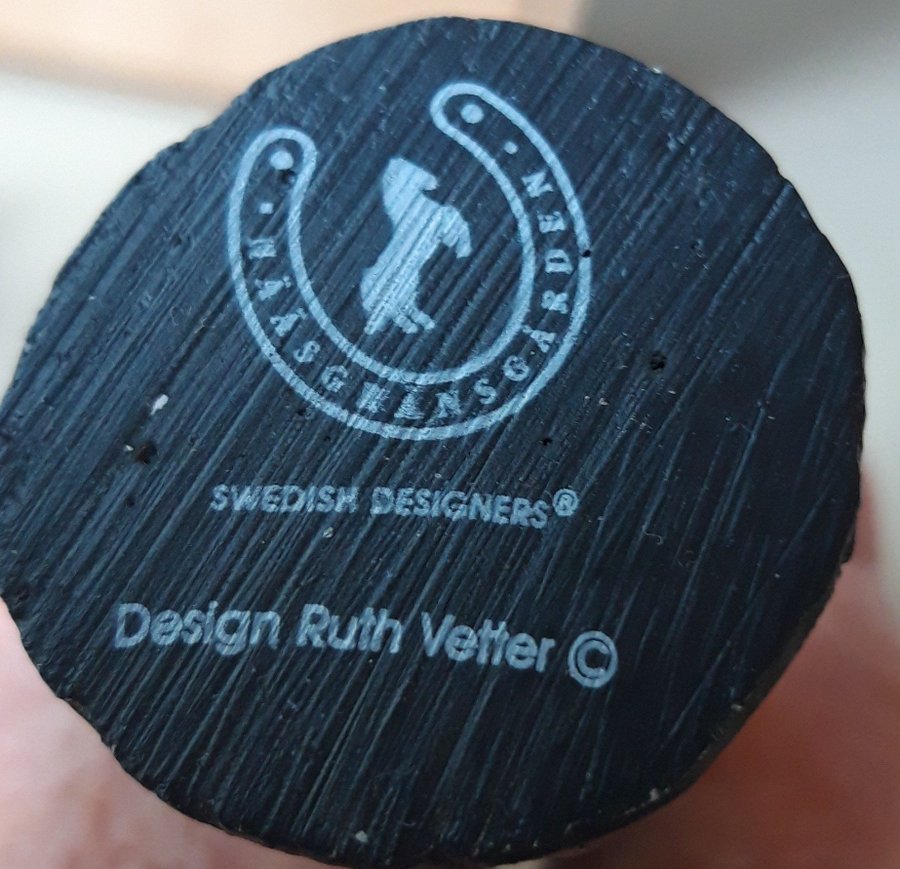 · NÄÄSGRÄNSGÅRDEN ·
SWEDISH DESIGNERS®
Design Ruth Vetter ©